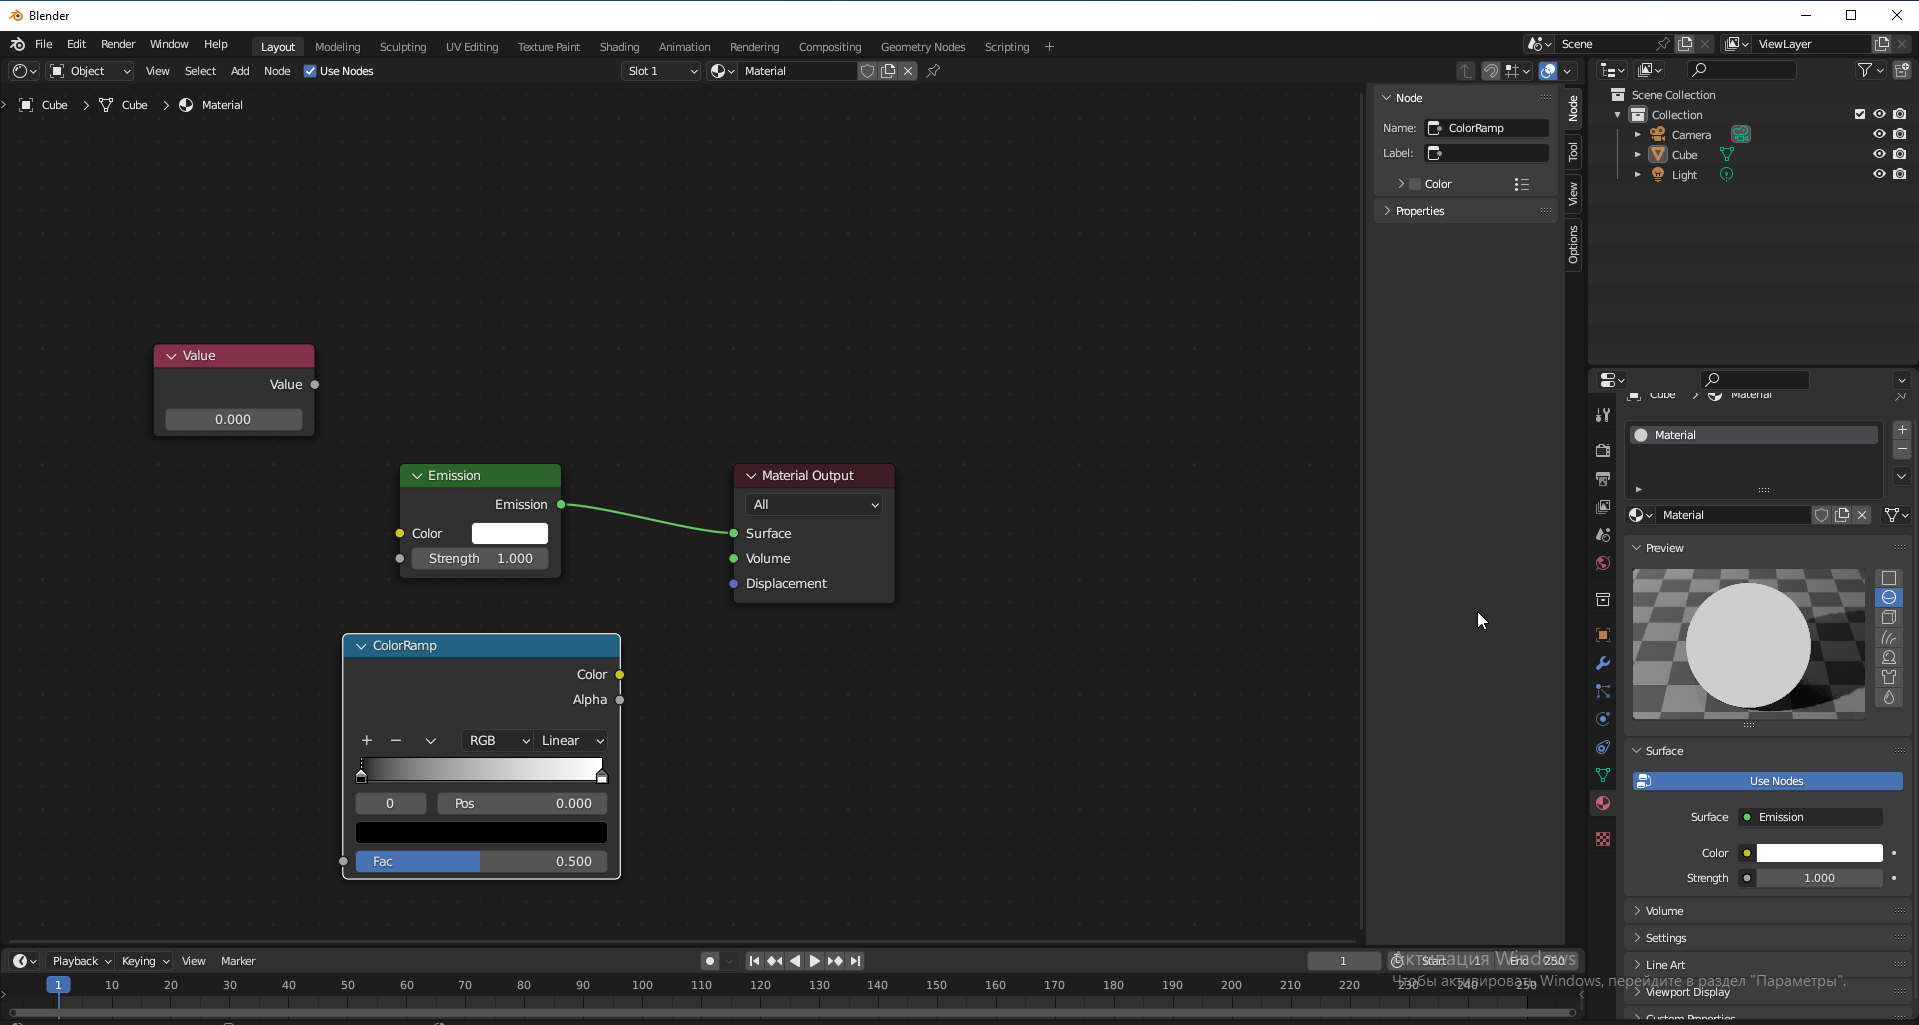 Blender
File Edit Render Window Help Layout Modeling Sculpting UV Editing Texture Paint Shading Animation Rendering Compositing Geometry Nodes Scripting + Scene ViewLayer
Object View Select Add Node Use Nodes Slot 1 Material
Cube > Cube > Material
Node
Name: ColorRamp
Label:
Color
Properties
Node
Tool
View
Options
Scene Collection
Collection
Camera
Cube
Light
Value
Value
0.000
Emission
Emission
Color
Strength 1.000
Material Output
All
Surface
Volume
Displacement
ColorRamp
Color
Alpha
RGB Linear
0 Pos 0.000
Fac 0.500
Cube > Material
Material
Material
Preview
Surface
Use Nodes
Surface Emission
Color
Strength 1.000
Volume
Settings
Line Art
Viewport Display
Custom Properties
Playback Keying View Marker 1 Start 1 End 250
1 10 20 30 40 50 60 70 80 90 100 110 120 130 140 150 160 170 180 190 200 210 220 230 240 250
Активация Windows
Чтобы активировать Windows, перейдите в раздел "Параметры".